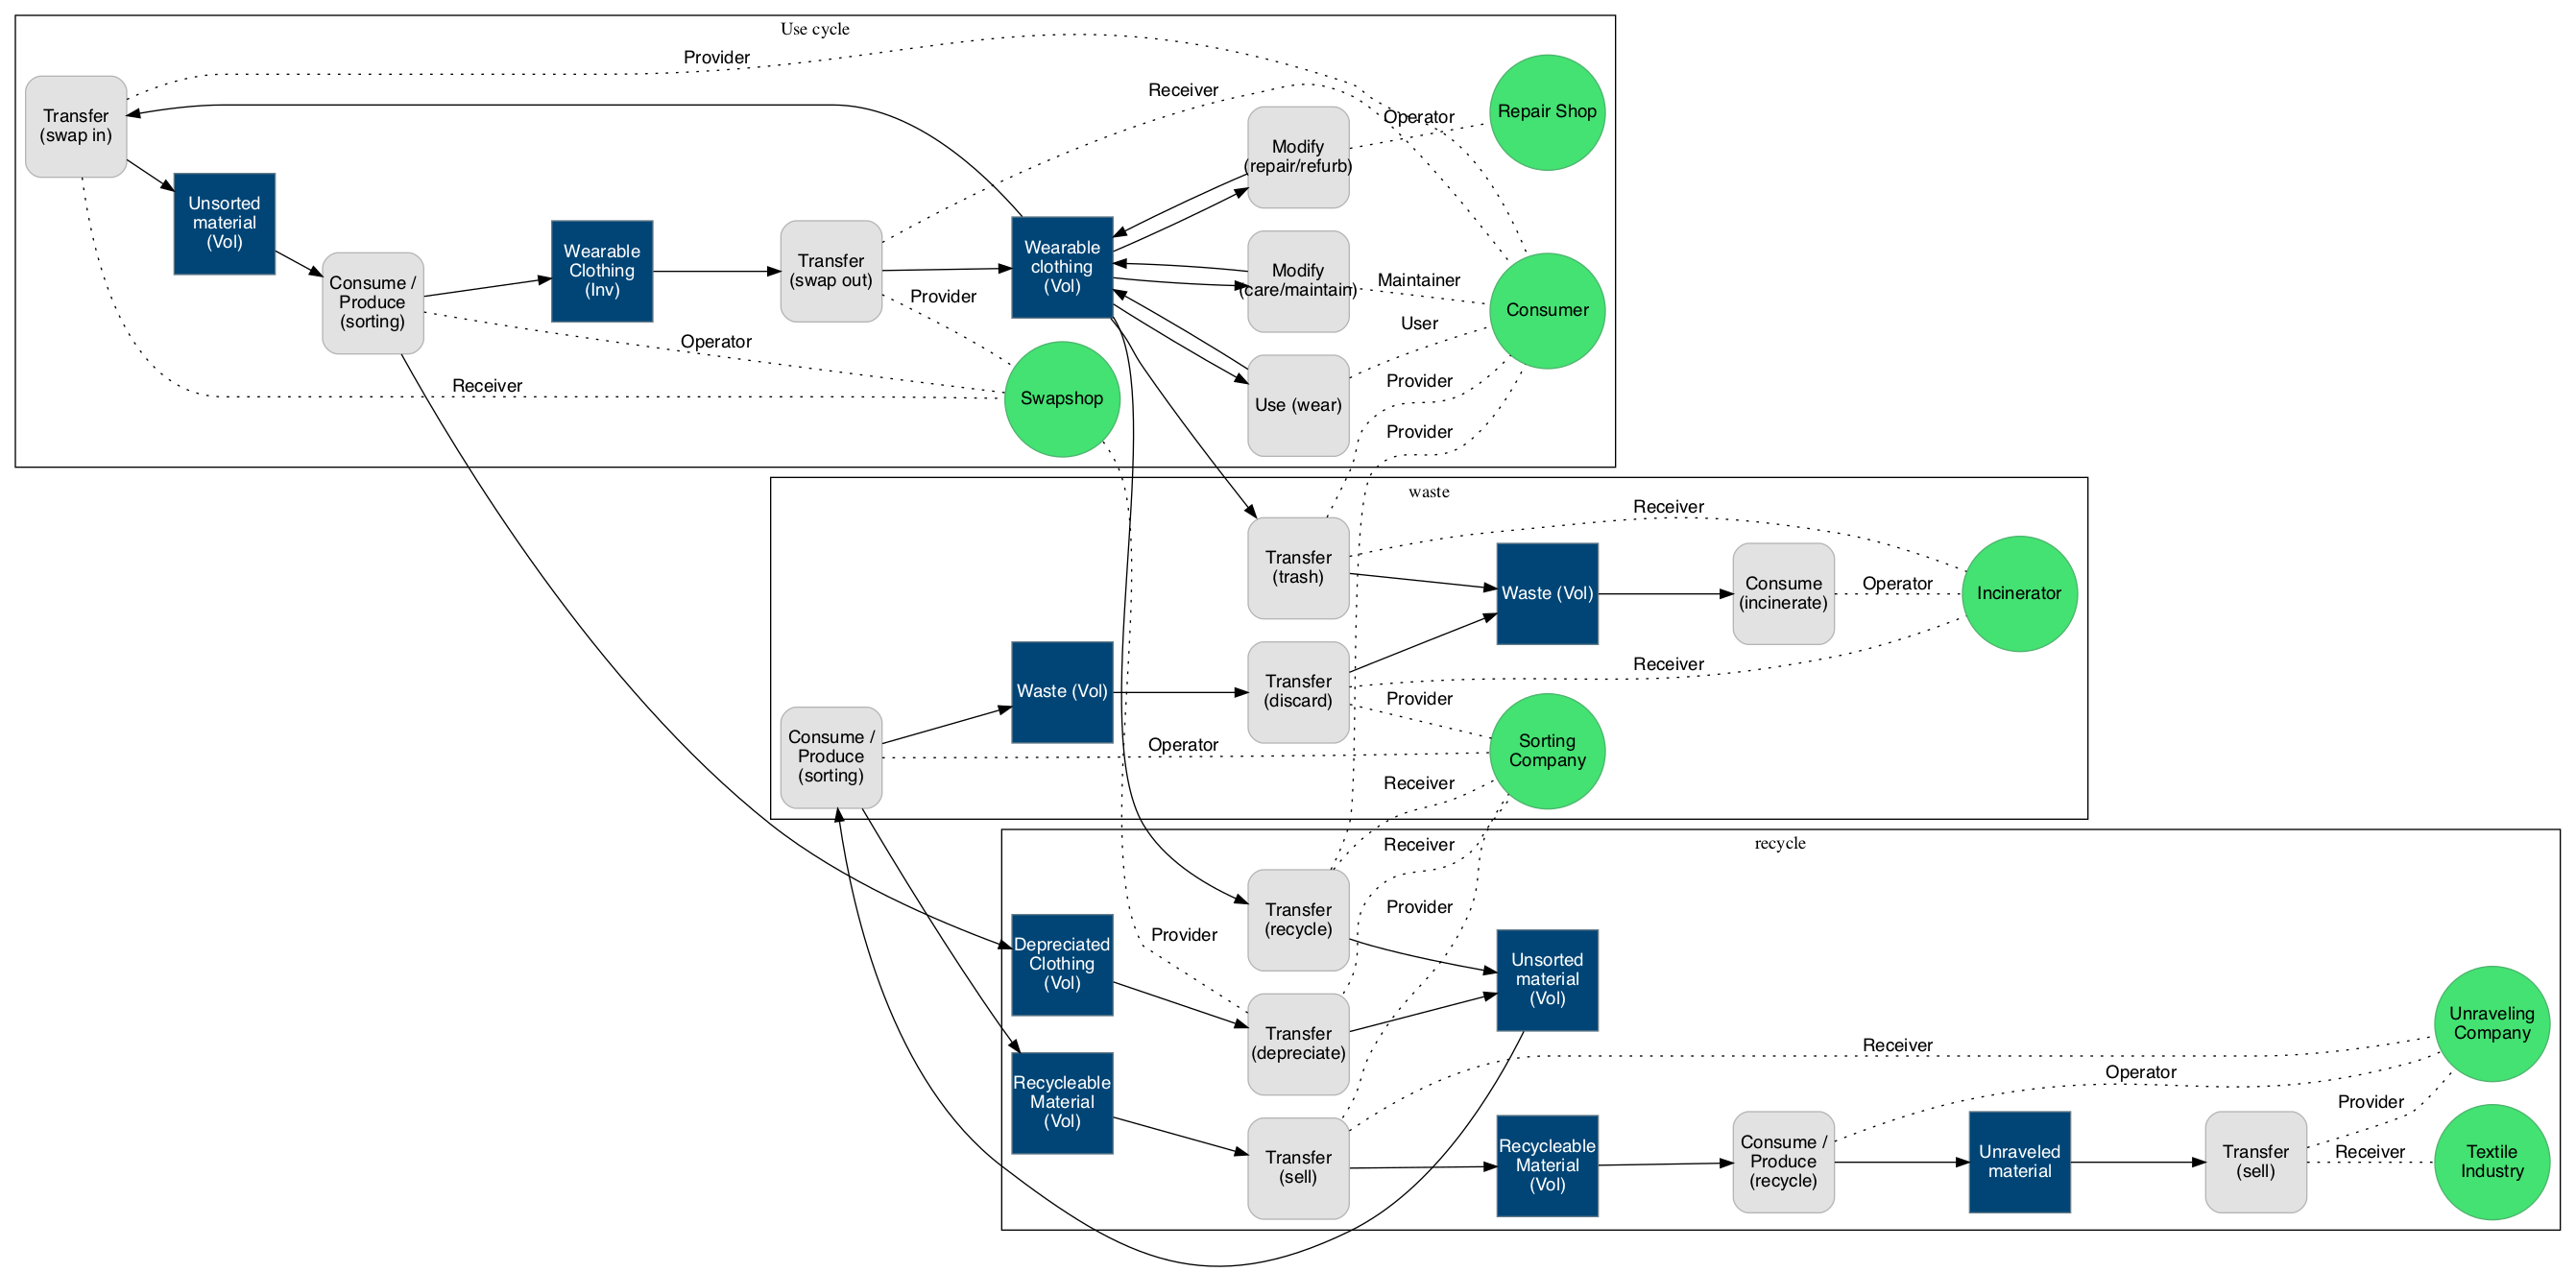 Use cycle
Provider
Transfer
(swap in)
Receiver
Operator
Repair Shop
Modify
(repair/refurb)
Unsorted
material
(Vol)
Consume /
Produce
(sorting)
Wearable
Clothing
(Inv)
Transfer
(swap out)
Wearable
clothing
(Vol)
Modify
(care/maintain)
Maintainer
Consumer
Provider
User
Operator
Receiver
Swapshop
Use (wear)
Provider
Provider
waste
Receiver
Transfer
(trash)
Waste (Vol)
Consume
(incinerate)
Operator
Incinerator
Waste (Vol)
Transfer
(discard)
Receiver
Provider
Consume /
Produce
(sorting)
Operator
Sorting
Company
Receiver
recycle
Receiver
Provider
Provider
Transfer
(recycle)
Depreciated
Clothing
(Vol)
Unsorted
material
(Vol)
Transfer
(depreciate)
Unraveling
Company
Receiver
Operator
Recycleable
Material
(Vol)
Provider
Transfer
(sell)
Recycleable
Material
(Vol)
Consume /
Produce
(recycle)
Unraveled
material
Transfer
(sell)
Receiver
Textile
Industry